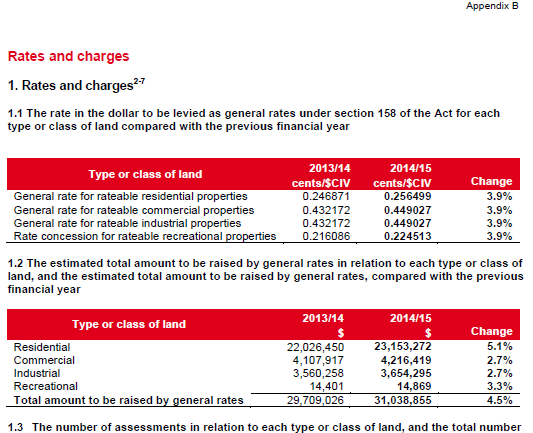 Appendix B
Rates and charges
1. Rates and charges2-7
1.1 The rate in the dollar to be levied as general rates under section 158 of the Act for each
type or class of land compared with the previous financial year
Type or class of land 2013/14 cents/$CIV 2014/15 cents/$CIV Change
General rate for rateable residential properties 0.246871 0.256499 3.9%
General rate for rateable commercial properties 0.432172 0.449027 3.9%
General rate for rateable industrial properties 0.432172 0.449027 3.9%
Rate concession for rateable recreational properties 0.216086 0.224513 3.9%
1.2 The estimated total amount to be raised by general rates in relation to each type or class of
land, and the estimated total amount to be raised by general rates, compared with the previous
financial year
Type or class of land 2013/14 $ 2014/15 $ Change
Residential 22,026,450 23,153,272 5.1%
Commercial 4,107,917 4,216,419 2.7%
Industrial 3,560,258 3,654,295 2.7%
Recreational 14,401 14,869 3.3%
Total amount to be raised by general rates 29,709,026 31,038,855 4.5%
1.3 The number of assessments in relation to each type or class of land, and the total number